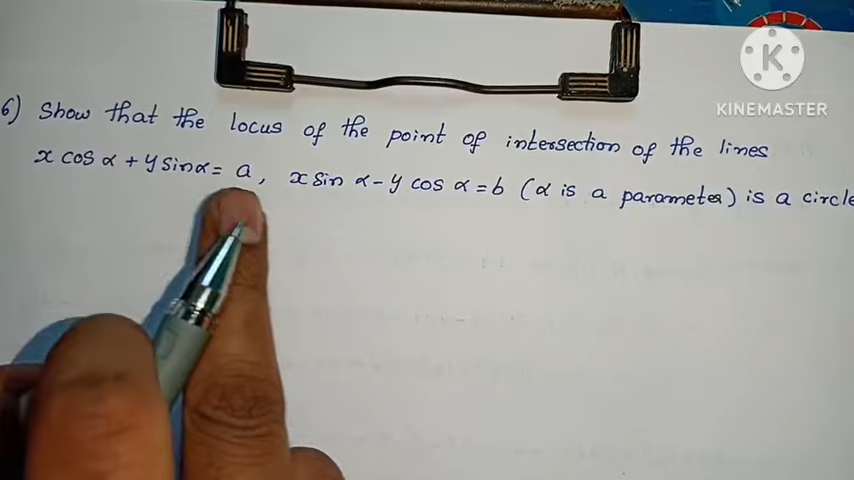 6) Show that the locus of the point of intersection of the lines
x cos α + y sin α = a, x sin α - y cos α = b (α is a parameter) is a circle
K
KINEMASTER